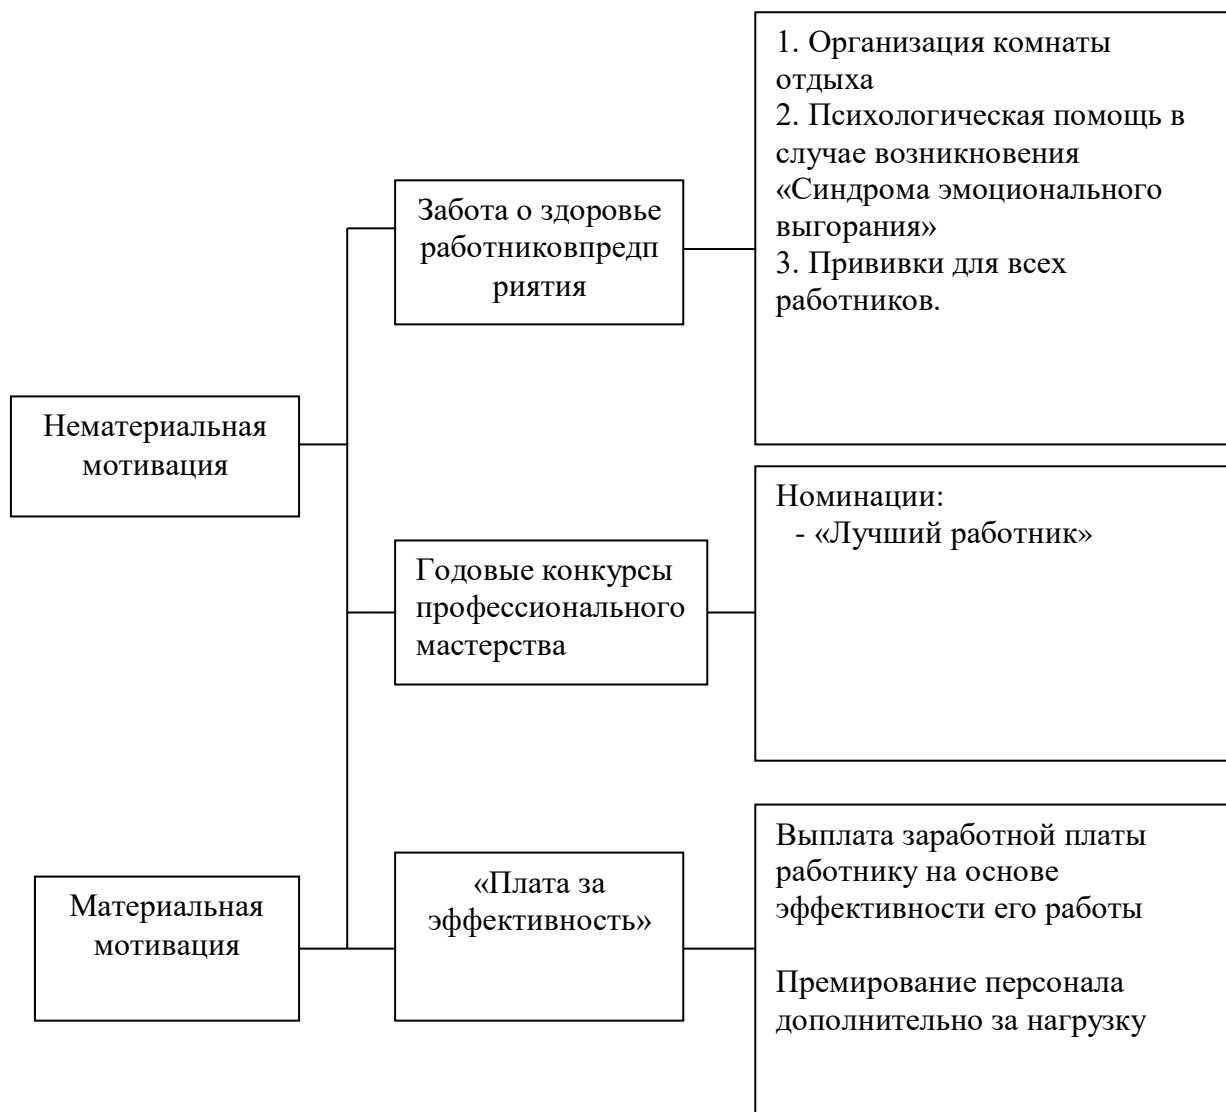 1. Организация комнаты
отдыха
2. Психологическая помощь в
случае возникновения
«Синдрома эмоционального
выгорания»
3. Прививки для всех
работников.
Забота о здоровье
работниковпредп
риятия
Нематериальная
мотивация
Номинации:
- «Лучший работник»
Годовые конкурсы
профессионального
мастерства
Выплата заработной платы
работнику на основе
эффективности его работы
Премирование персонала
дополнительно за нагрузку
«Плата за
эффективность»
Материальная
мотивация